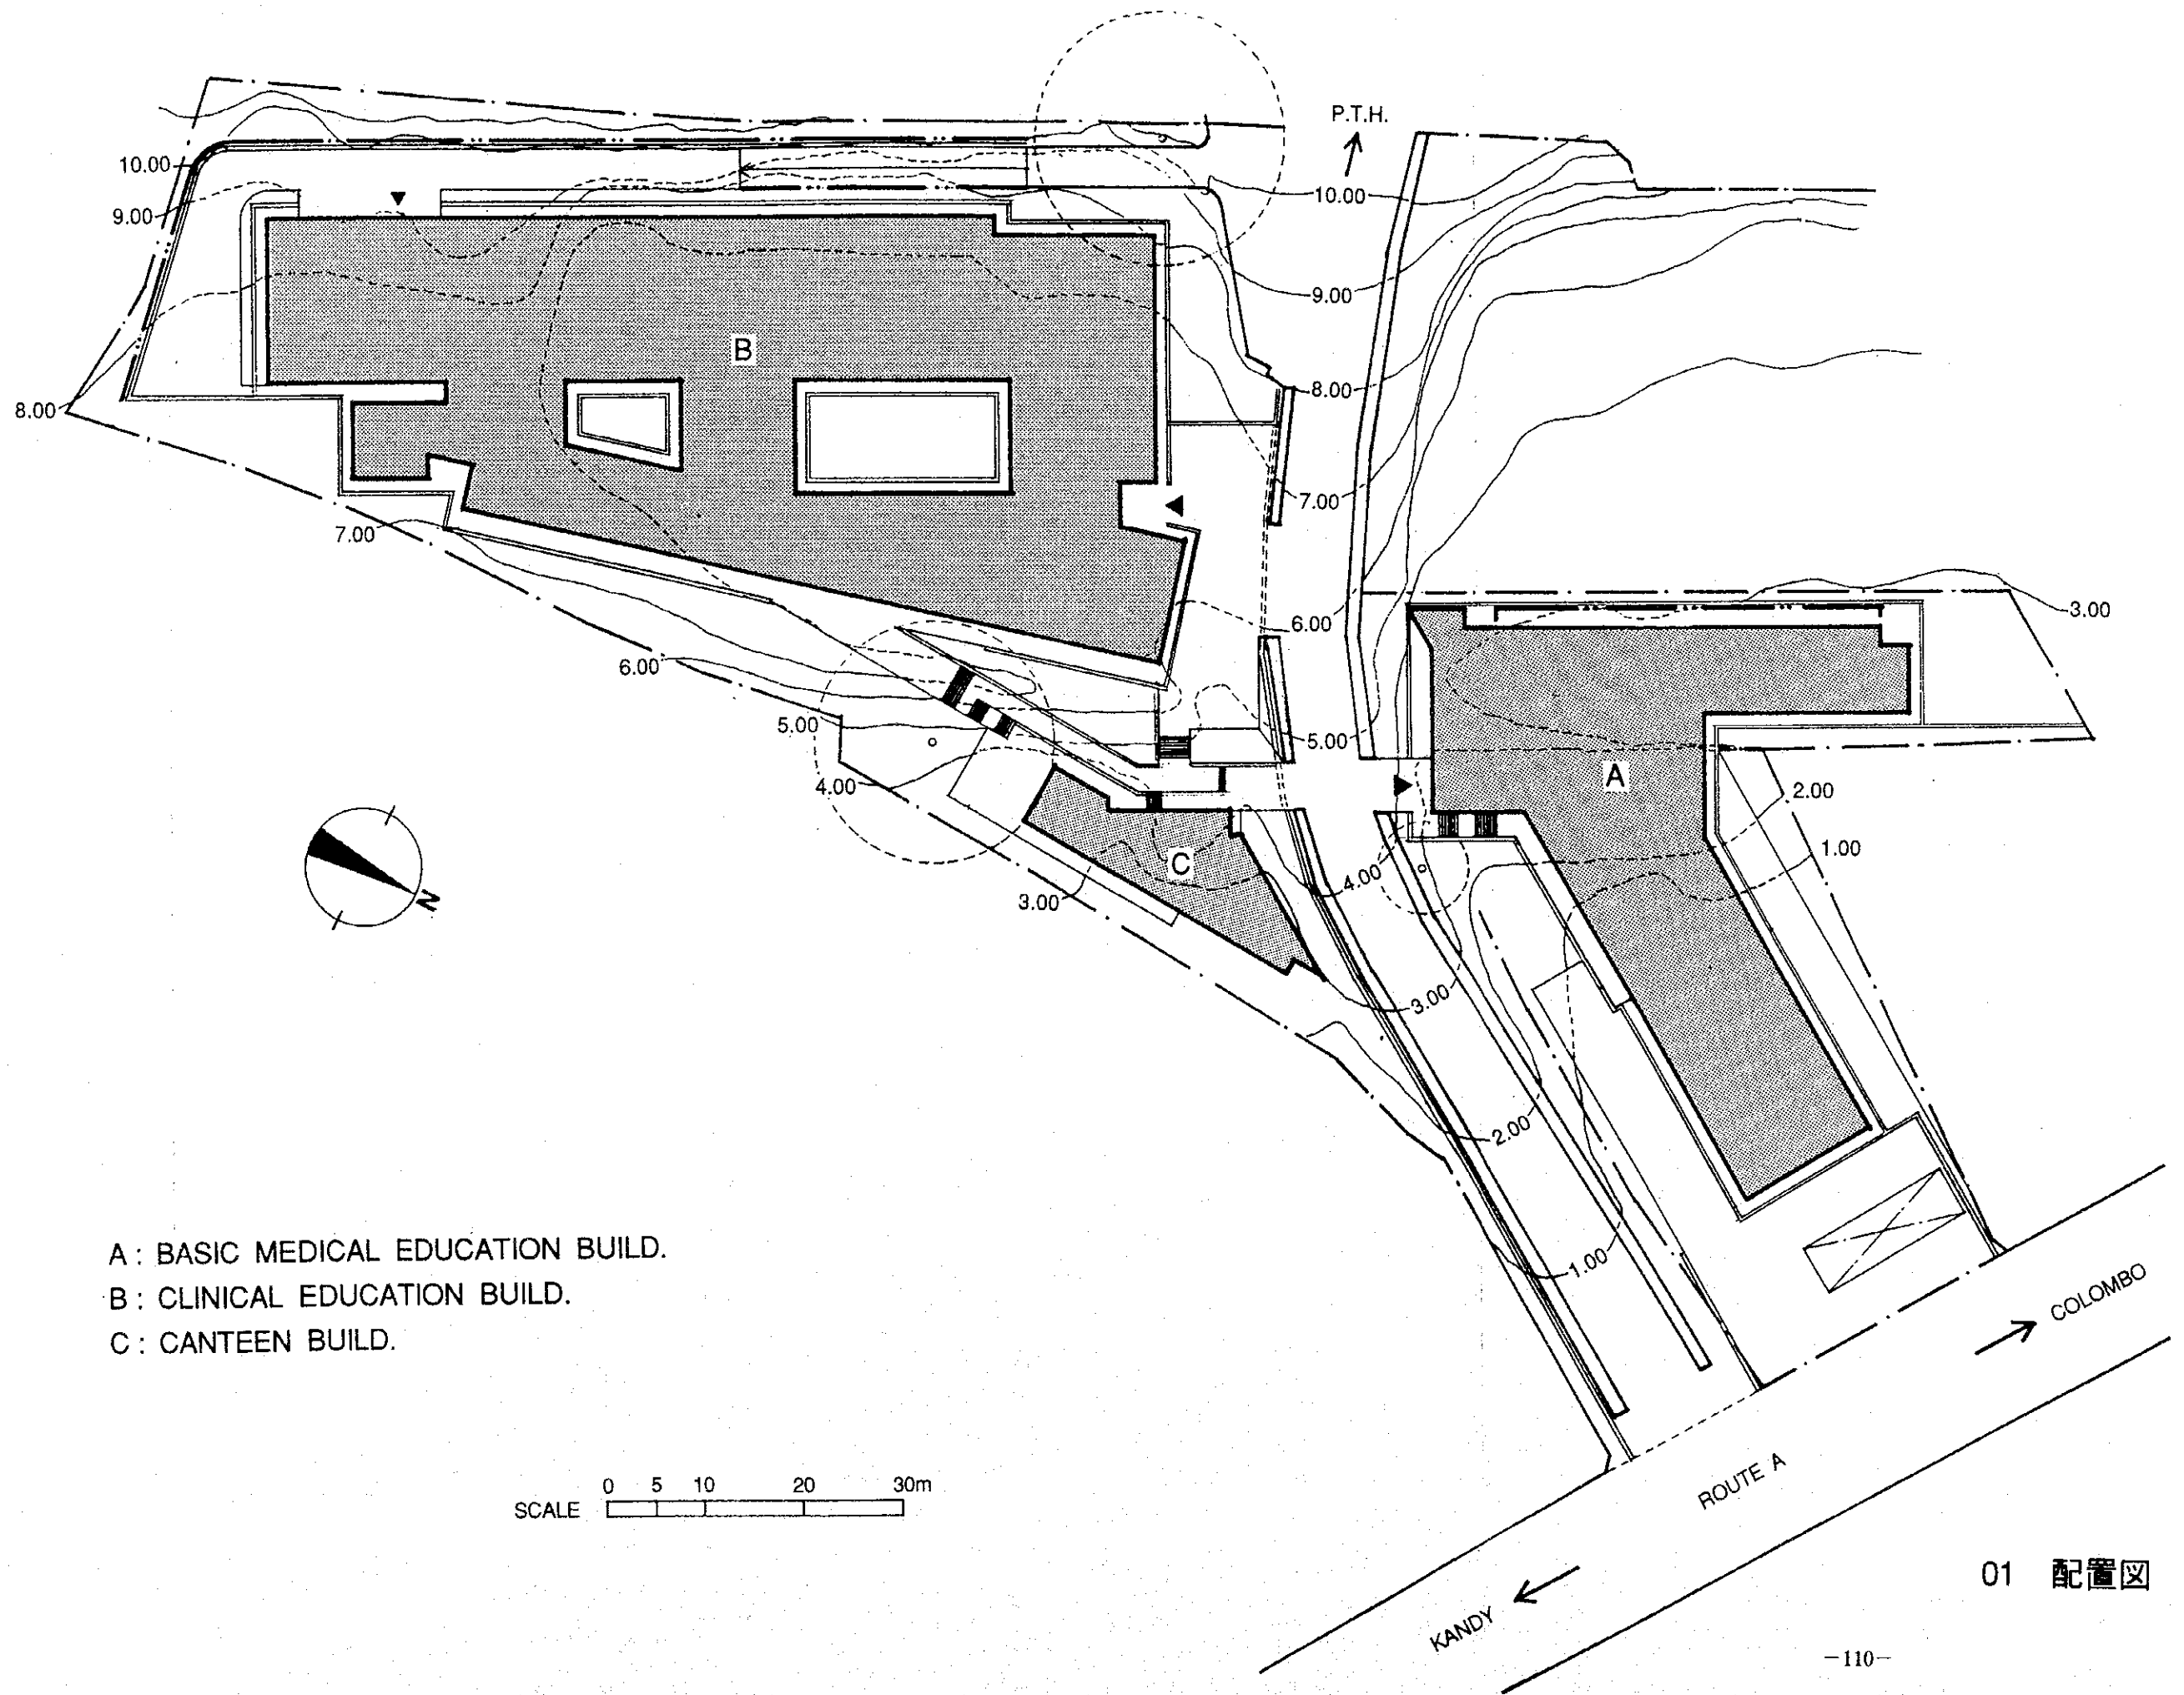 P.T.H.
10.00
9.00
10.00
9.00
B
8.00
8.00
7.00
7.00
6.00
3.00
6.00
5.00
5.00
A
4.00
2.00
C
4.00
1.00
3.00
N
3.00
2.00
1.00
A : BASIC MEDICAL EDUCATION BUILD.
B : CLINICAL EDUCATION BUILD.
C : CANTEEN BUILD.
COLOMBO
ROUTE A
KANDY
0 5 10 20 30m
SCALE
01 配置図
-110-